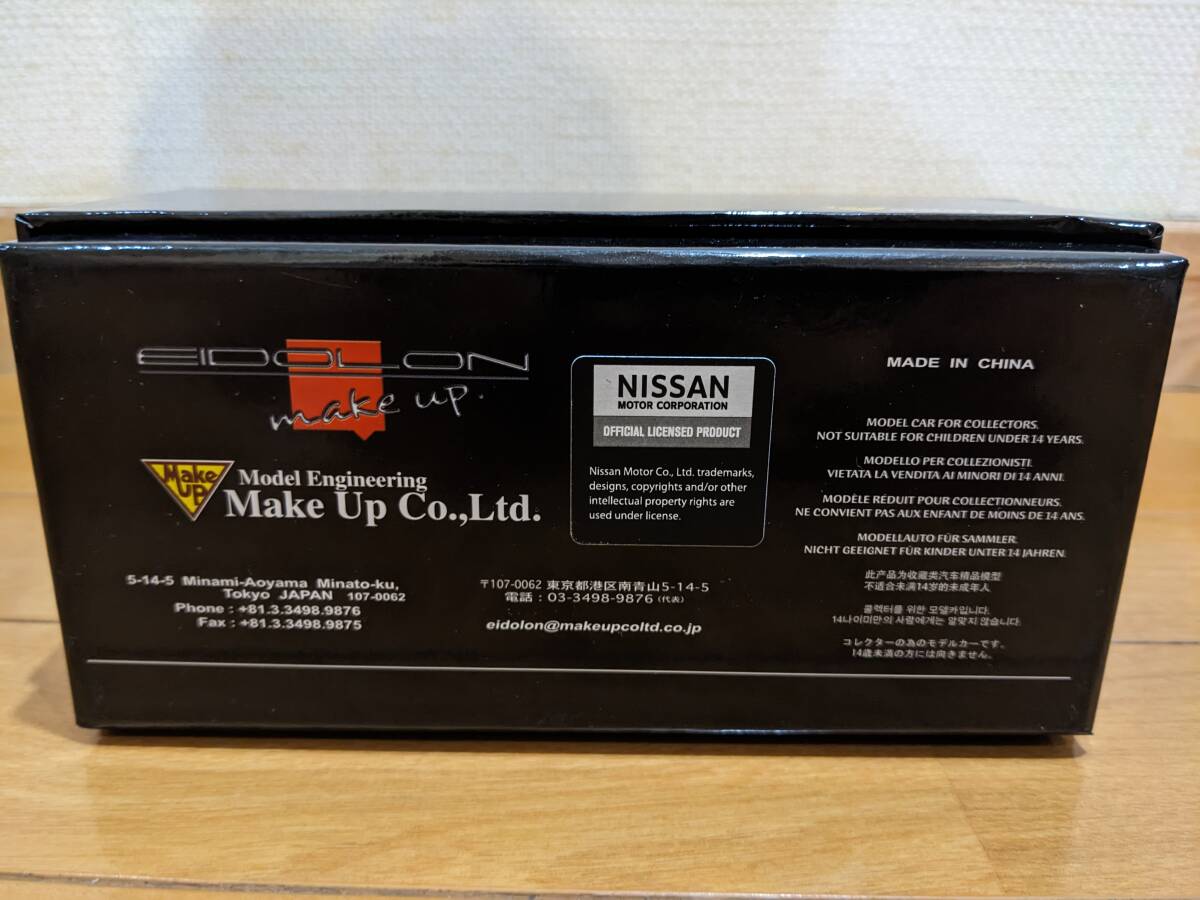 EIDOLON
make up.
Make Up
Model Engineering
Make Up Co.,Ltd.
5-14-5 Minami-Aoyama Minato-ku,
Tokyo JAPAN 107-0062
Phone : +81.3.3498.9876
Fax : +81.3.3498.9875
〒107-0062 東京都港区南青山5-14-5
電話 : 03-3498-9876 (代表)
eidolon@makeupcoltd.co.jp
NISSAN
MOTOR CORPORATION
OFFICIAL LICENSED PRODUCT
Nissan Motor Co., Ltd. trademarks,
designs, copyrights and/or other
intellectual property rights are
used under license.
MADE IN CHINA
MODEL CAR FOR COLLECTORS.
NOT SUITABLE FOR CHILDREN UNDER 14 YEARS.
MODELLO PER COLLEZIONISTI.
VIETATA LA VENDITA AI MINORI DI 14 ANNI.
MODÈLE RÉDUIT POUR COLLECTIONNEURS.
NE CONVIENT PAS AUX ENFANT DE MOINS DE 14 ANS.
MODELLAUTO FÜR SAMMLER.
NICHT GEEIGNET FÜR KINDER UNTER 14 JAHREN.
此产品为收藏类汽车精品模型
不适合未满14岁的未成年人
콜렉터를 위한 모델카입니다.
14나이미만의 사람에게는 알맞지 않습니다.
コレクターの為のモデルカーです。
14歳未満の方には向きません。